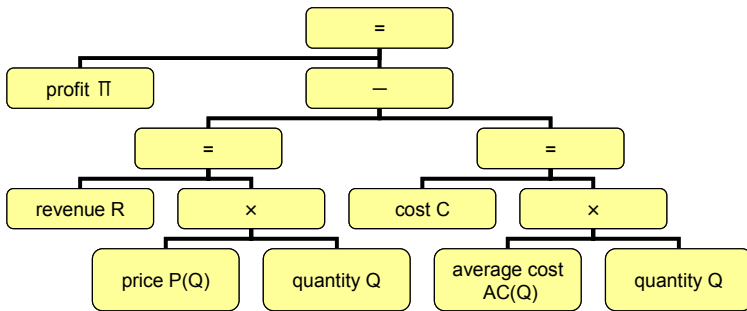 =
profit Π
—
=
=
revenue R
×
cost C
×
price P(Q)
quantity Q
average cost
AC(Q)
quantity Q